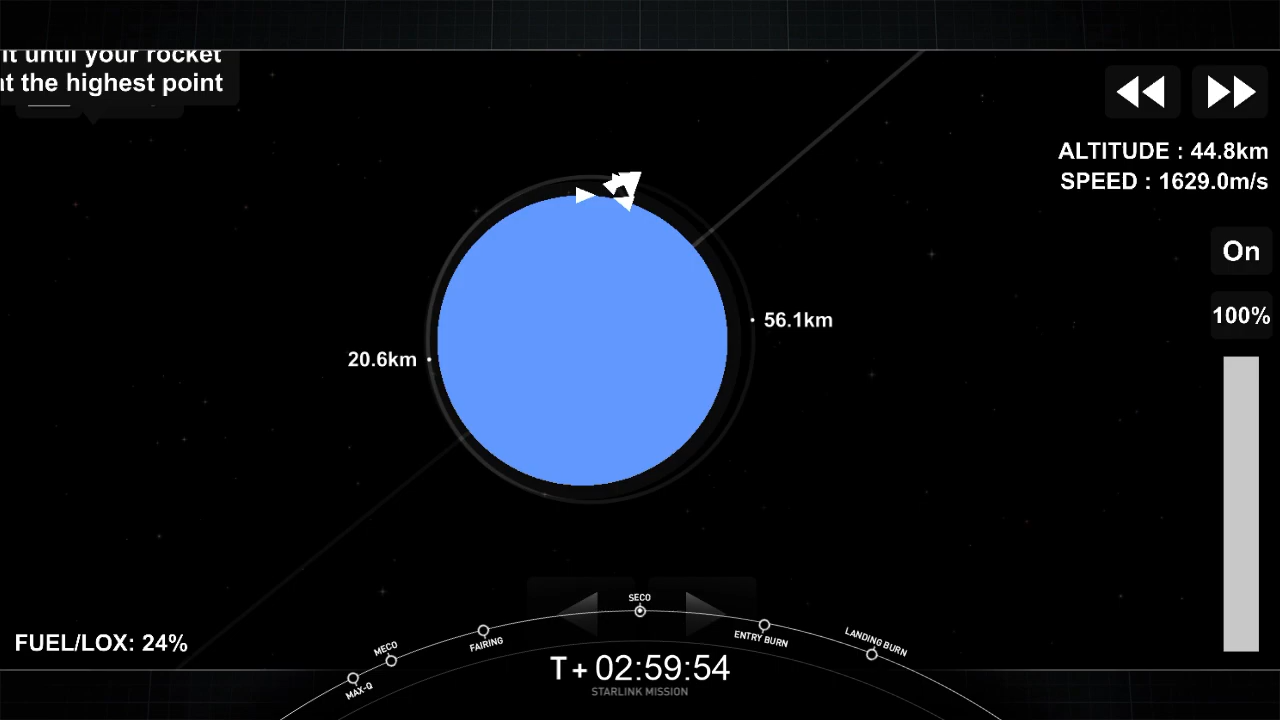 it until your rocket
at the highest point
ALTITUDE : 44.8km
SPEED : 1629.0m/s
On
100%
56.1km
20.6km
FUEL/LOX: 24%
MAX-Q
MECO
FAIRING
SECO
ENTRY BURN
LANDING BURN
T+ 02:59:54
STARLINK MISSION